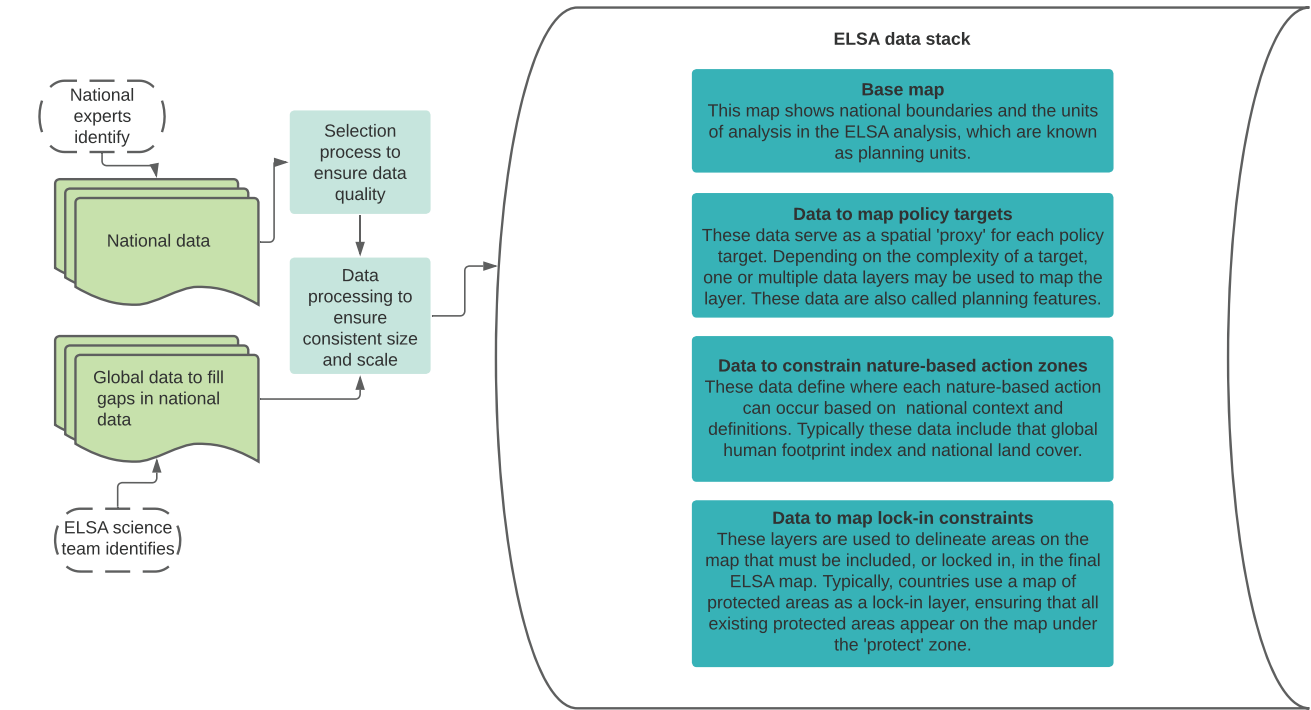 National
experts
identify
National data
Global data to fill
gaps in national
data
ELSA science
team identifies
Selection
process to
ensure data
quality
Data
processing to
ensure
consistent size
and scale
ELSA data stack
Base map
This map shows national boundaries and the units
of analysis in the ELSA analysis, which are known
as planning units.
Data to map policy targets
These data serve as a spatial 'proxy' for each policy
target. Depending on the complexity of a target,
one or multiple data layers may be used to map the
layer. These data are also called planning features.
Data to constrain nature-based action zones
These data define where each nature-based action
can occur based on  national context and
definitions. Typically these data include that global
human footprint index and national land cover.
Data to map lock-in constraints
These layers are used to delineate areas on the
map that must be included, or locked in, in the final
ELSA map. Typically, countries use a map of
protected areas as a lock-in layer, ensuring that all
existing protected areas appear on the map under
the 'protect' zone.